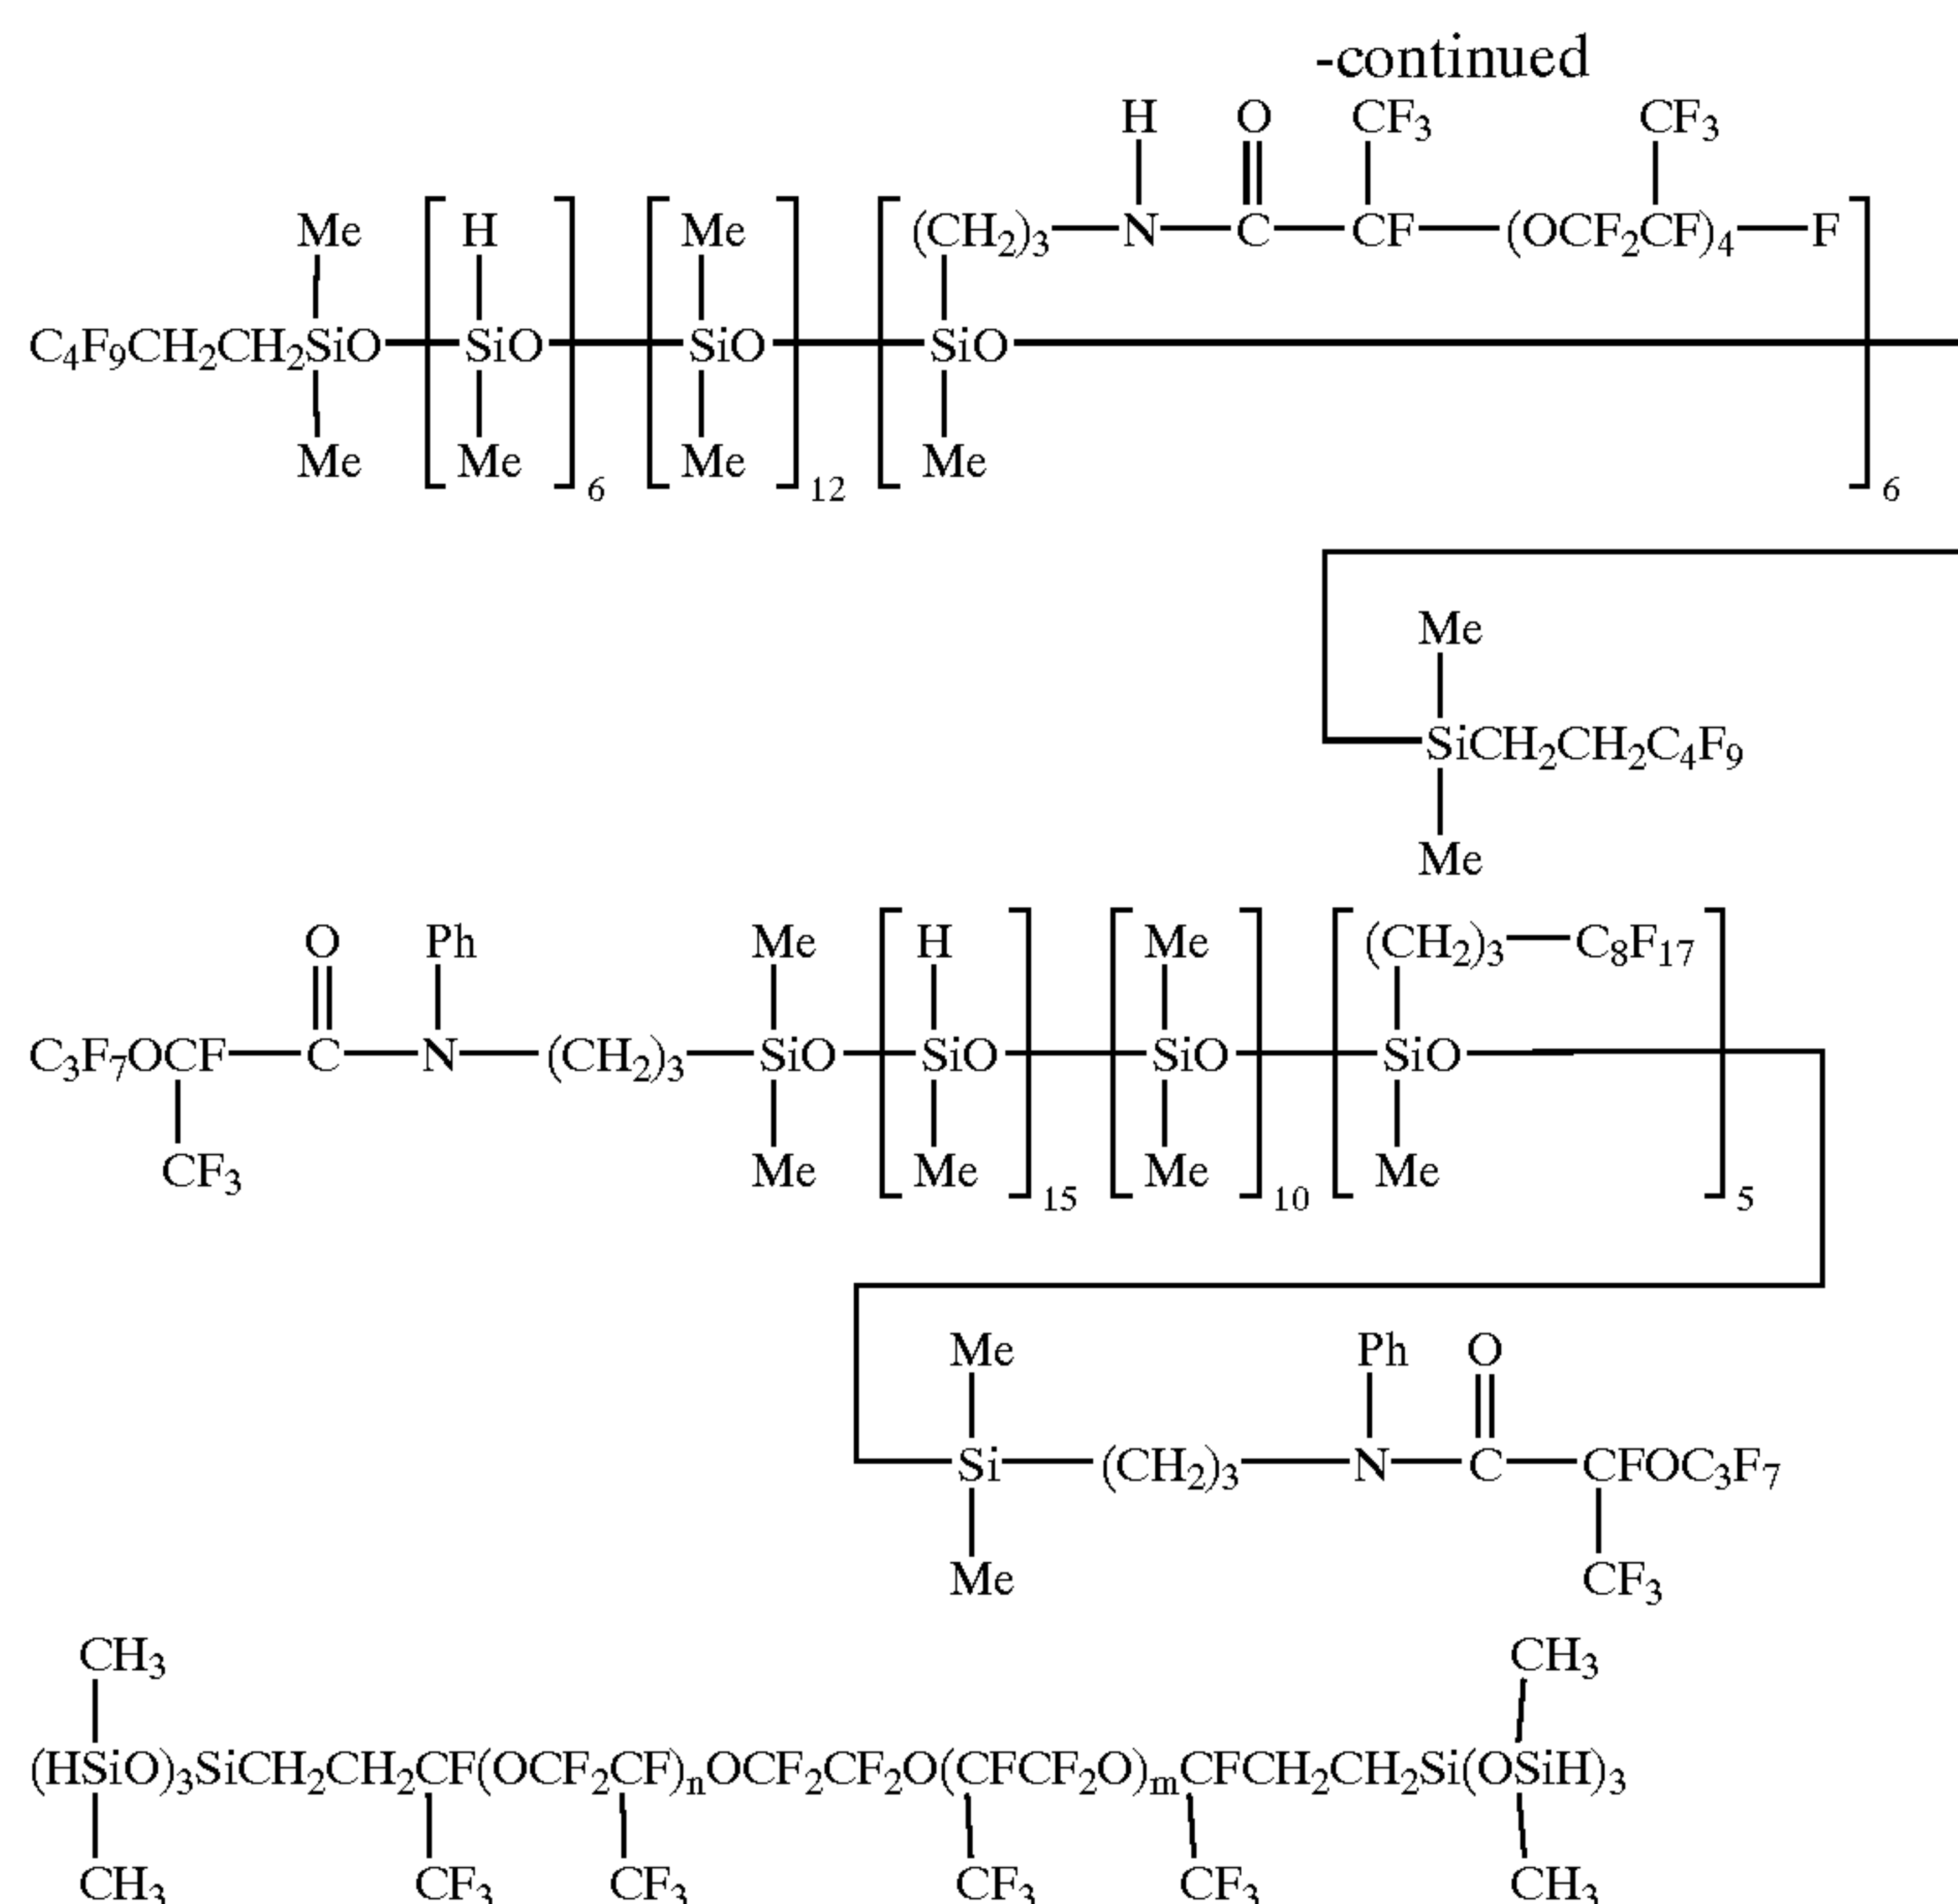 -continued
H O CF3 CF3
Me H Me (CH2)3 N C CF (OCF2CF)4 F
C4F9CH2CH2SiO SiO SiO SiO
Me Me Me Me
6 12 6
Me
SiCH2CH2C4F9
Me
O Ph Me H Me (CH2)3 C8F17
C3F7OCF C N (CH2)3 SiO SiO SiO SiO
CF3 Me Me Me Me
15 10 5
Me Ph O
Si (CH2)3 N C CFOC3F7
Me CF3
CH3 CH3
(HSiO)3SiCH2CH2CF(OCF2CF)nOCF2CF2O(CFCF2O)mCFCH2CH2Si(OSiH)3
CH3 CF3 CF3 CF3 CF3 CH3